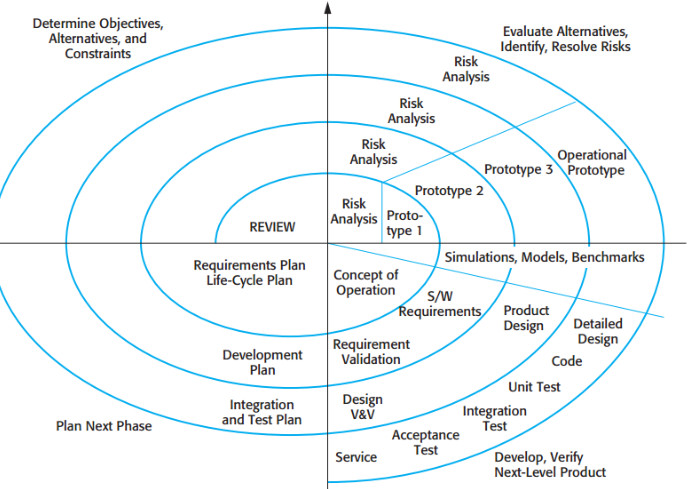 Determine Objectives,
Alternatives, and
Constraints
Evaluate Alternatives,
Identify, Resolve Risks
Risk
Analysis
Risk
Analysis
Risk
Analysis
Risk
Analysis
Proto-
type 1
Prototype 2
Prototype 3
Operational
Prototype
REVIEW
Requirements Plan
Life-Cycle Plan
Concept of
Operation
Simulations, Models, Benchmarks
S/W
Requirements
Product
Design
Detailed
Design
Development
Plan
Requirement
Validation
Code
Unit Test
Integration
and Test Plan
Design
V&V
Integration
Test
Plan Next Phase
Acceptance
Test
Service
Develop, Verify
Next-Level Product